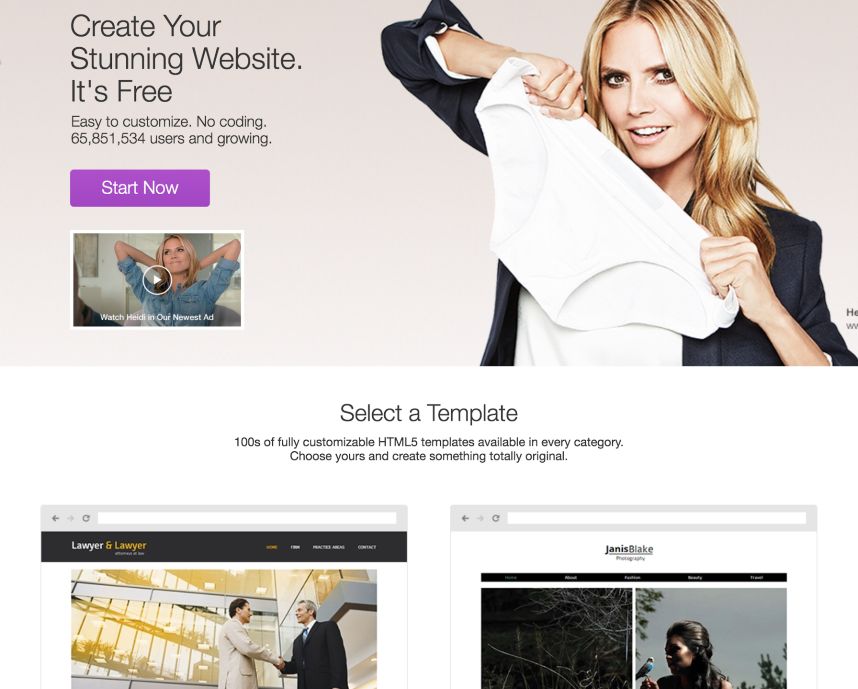 Create Your
Stunning Website.
It's Free
Easy to customize. No coding.
65,851,534 users and growing.
Start Now
Watch Heidi in Our Newest Ad
He
Select a Template
100s of fully customizable HTML5 templates available in every category.
Choose yours and create something totally original.
Lawyer & Lawyer
attorneys at law
HOME FIRM PRACTICE AREAS CONTACT
JanisBlake
Photography
Home About Fashion Beauty Travel